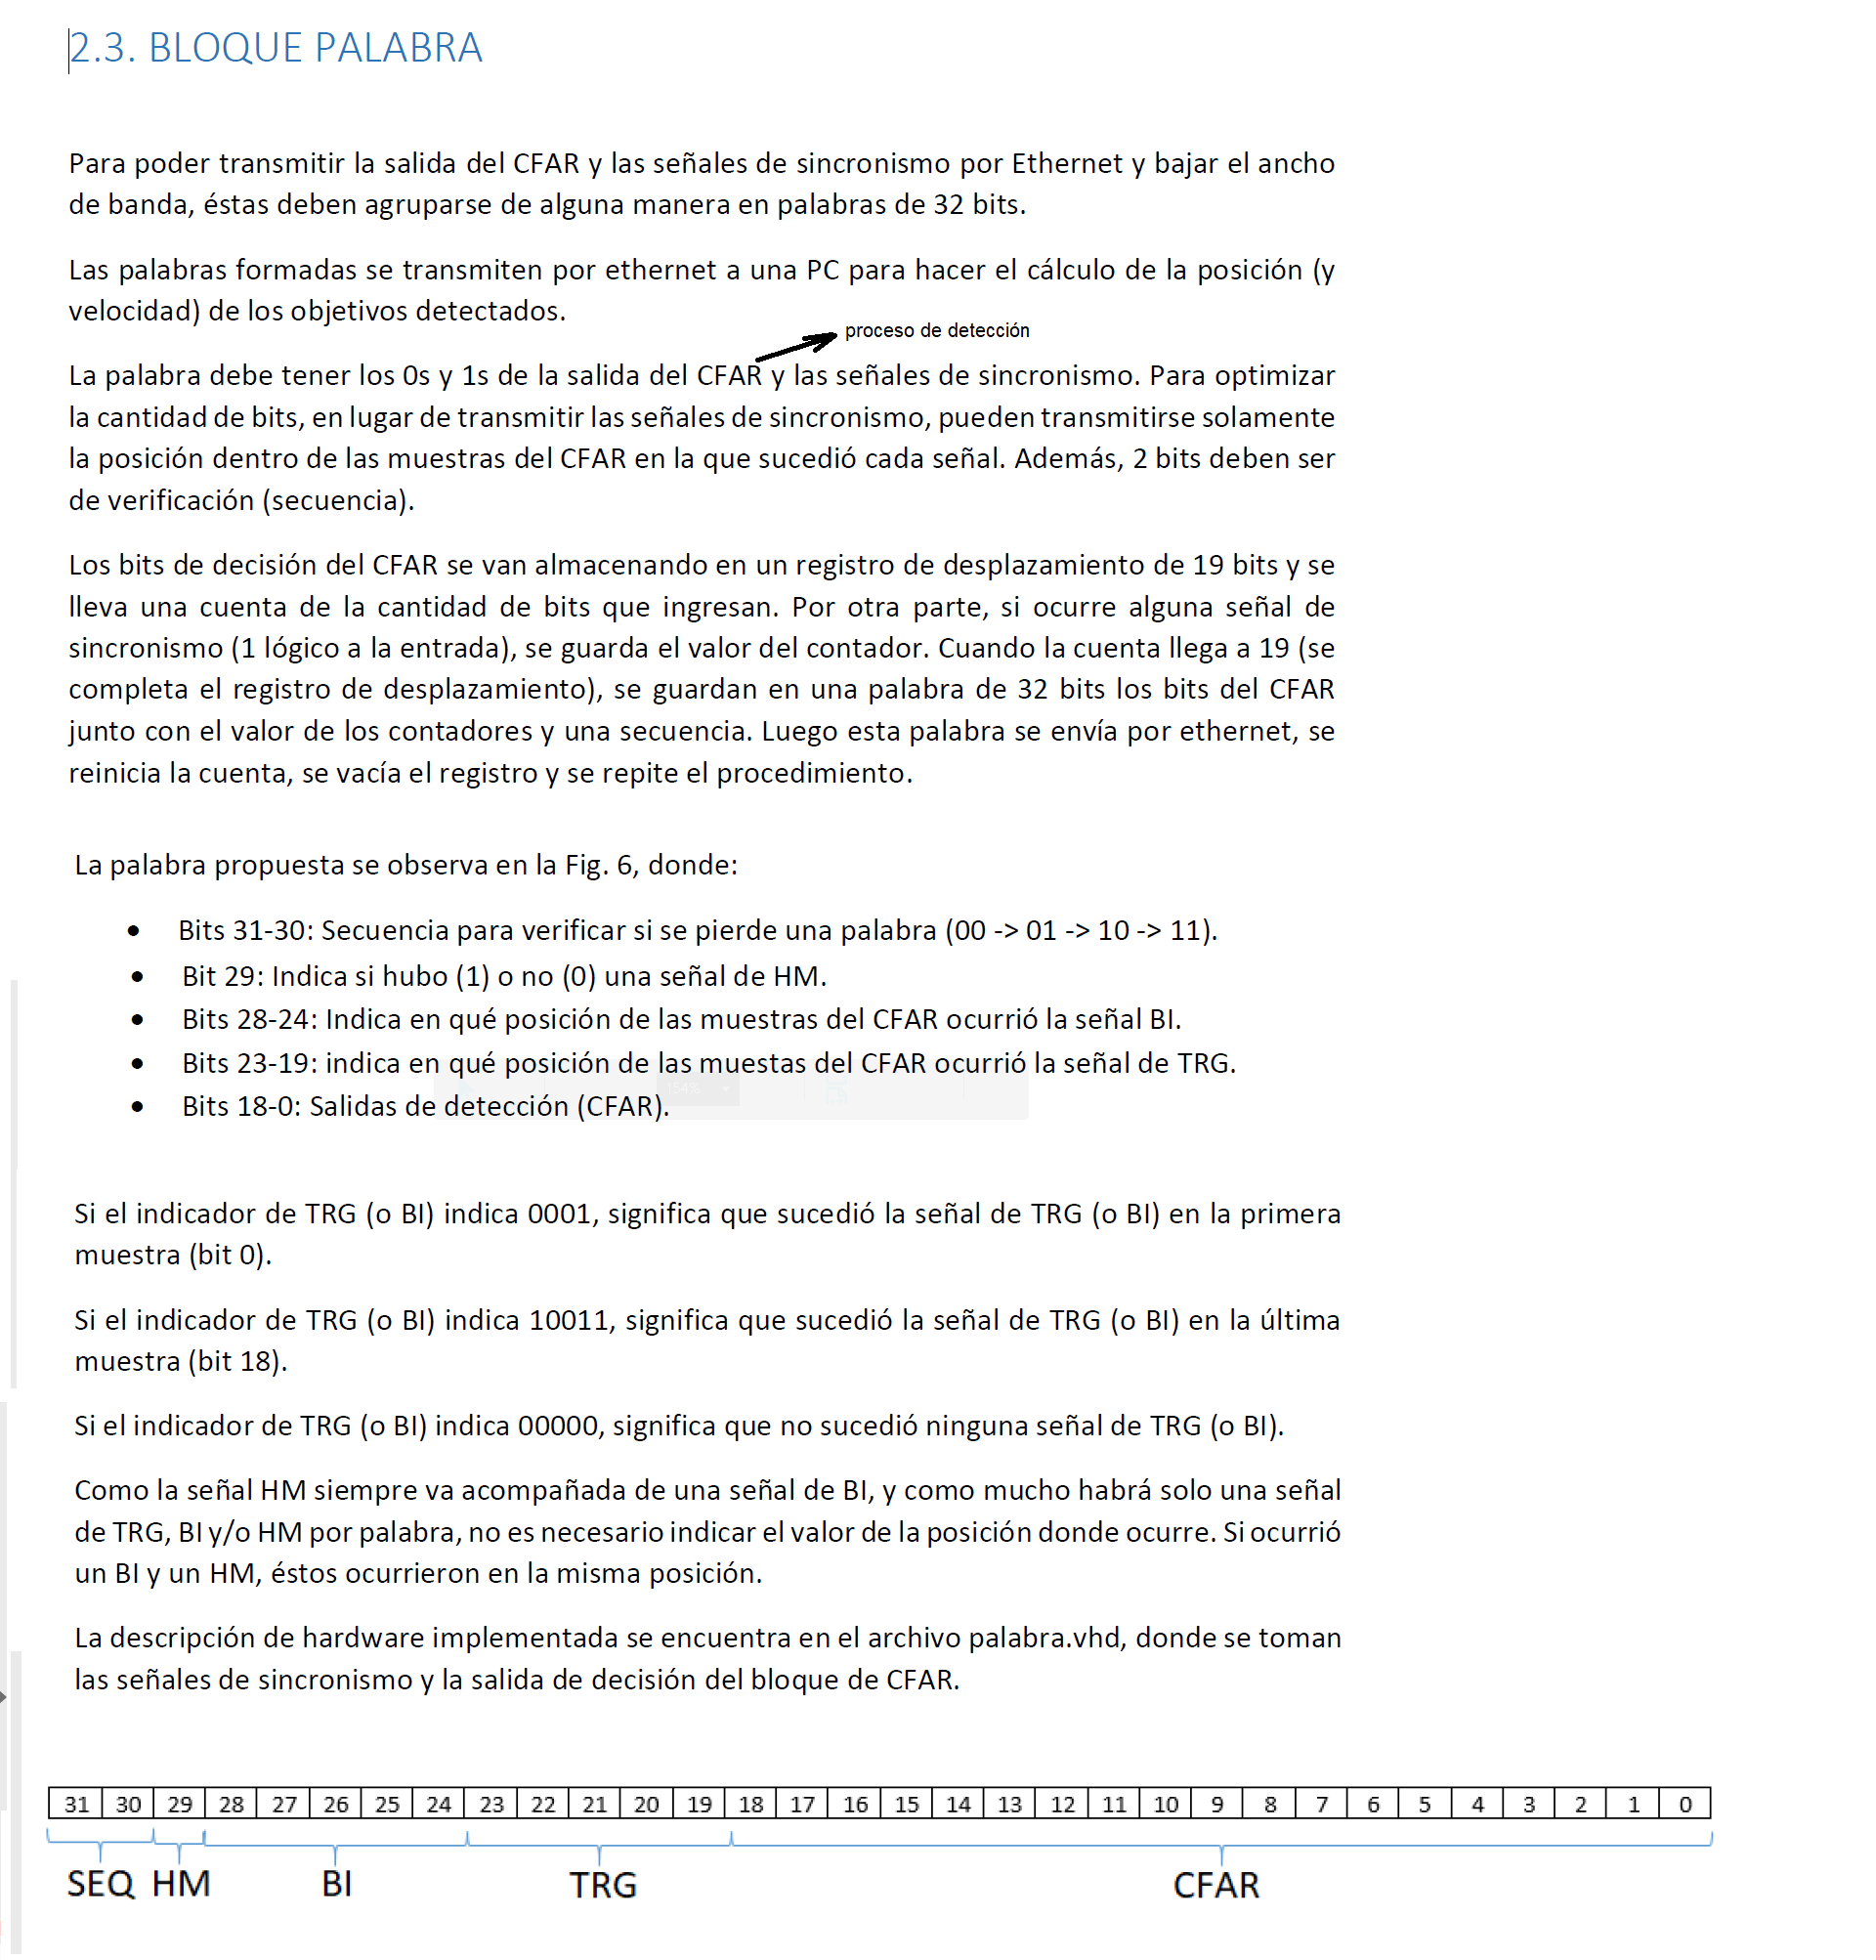 2.3. BLOQUE PALABRA
Para poder transmitir la salida del CFAR y las señales de sincronismo por Ethernet y bajar el ancho
de banda, éstas deben agruparse de alguna manera en palabras de 32 bits.
Las palabras formadas se transmiten por ethernet a una PC para hacer el cálculo de la posición (y
velocidad) de los objetivos detectados.
proceso de detección
La palabra debe tener los 0s y 1s de la salida del CFAR y las señales de sincronismo. Para optimizar
la cantidad de bits, en lugar de transmitir las señales de sincronismo, pueden transmitirse solamente
la posición dentro de las muestras del CFAR en la que sucedió cada señal. Además, 2 bits deben ser
de verificación (secuencia).
Los bits de decisión del CFAR se van almacenando en un registro de desplazamiento de 19 bits y se
lleva una cuenta de la cantidad de bits que ingresan. Por otra parte, si ocurre alguna señal de
sincronismo (1 lógico a la entrada), se guarda el valor del contador. Cuando la cuenta llega a 19 (se
completa el registro de desplazamiento), se guardan en una palabra de 32 bits los bits del CFAR
junto con el valor de los contadores y una secuencia. Luego esta palabra se envía por ethernet, se
reinicia la cuenta, se vacía el registro y se repite el procedimiento.
La palabra propuesta se observa en la Fig. 6, donde:
• Bits 31-30: Secuencia para verificar si se pierde una palabra (00 -> 01 -> 10 -> 11).
• Bit 29: Indica si hubo (1) o no (0) una señal de HM.
• Bits 28-24: Indica en qué posición de las muestras del CFAR ocurrió la señal BI.
• Bits 23-19: indica en qué posición de las muestas del CFAR ocurrió la señal de TRG.
• Bits 18-0: Salidas de detección (CFAR).
Si el indicador de TRG (o BI) indica 0001, significa que sucedió la señal de TRG (o BI) en la primera
muestra (bit 0).
Si el indicador de TRG (o BI) indica 10011, significa que sucedió la señal de TRG (o BI) en la última
muestra (bit 18).
Si el indicador de TRG (o BI) indica 00000, significa que no sucedió ninguna señal de TRG (o BI).
Como la señal HM siempre va acompañada de una señal de BI, y como mucho habrá solo una señal
de TRG, BI y/o HM por palabra, no es necesario indicar el valor de la posición donde ocurre. Si ocurrió
un BI y un HM, éstos ocurrieron en la misma posición.
La descripción de hardware implementada se encuentra en el archivo palabra.vhd, donde se toman
las señales de sincronismo y la salida de decisión del bloque de CFAR.
31 30 29 28 27 26 25 24 23 22 21 20 19 18 17 16 15 14 13 12 11 10 9 8 7 6 5 4 3 2 1 0
SEQ HM BI TRG CFAR